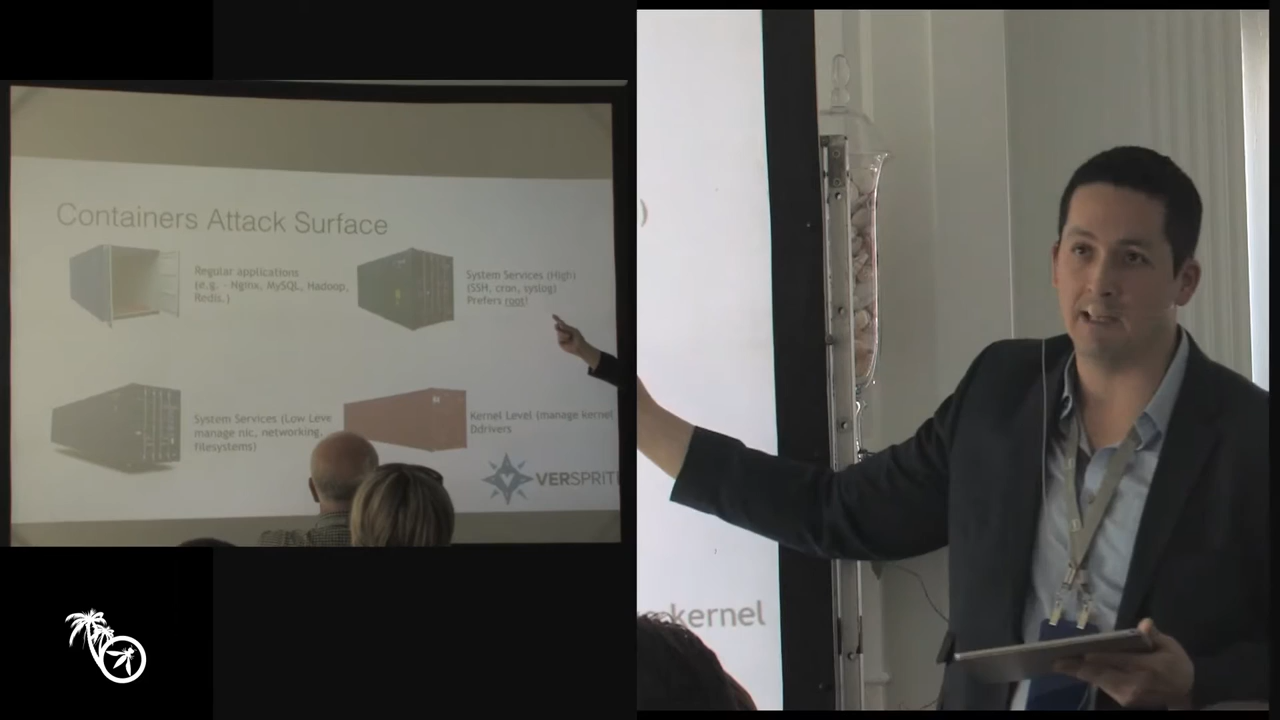 Containers Attack Surface
Regular applications
(e.g. - Nginx, MySQL, Hadoop,
Redis.)
System Services (High)
(SSH, cron, syslog)
Prefers root!
System Services (Low Leve
manage nic, networking,
filesystems)
Kernel Level (manage kernel
Ddrivers
VERSPRIT
)
kernel